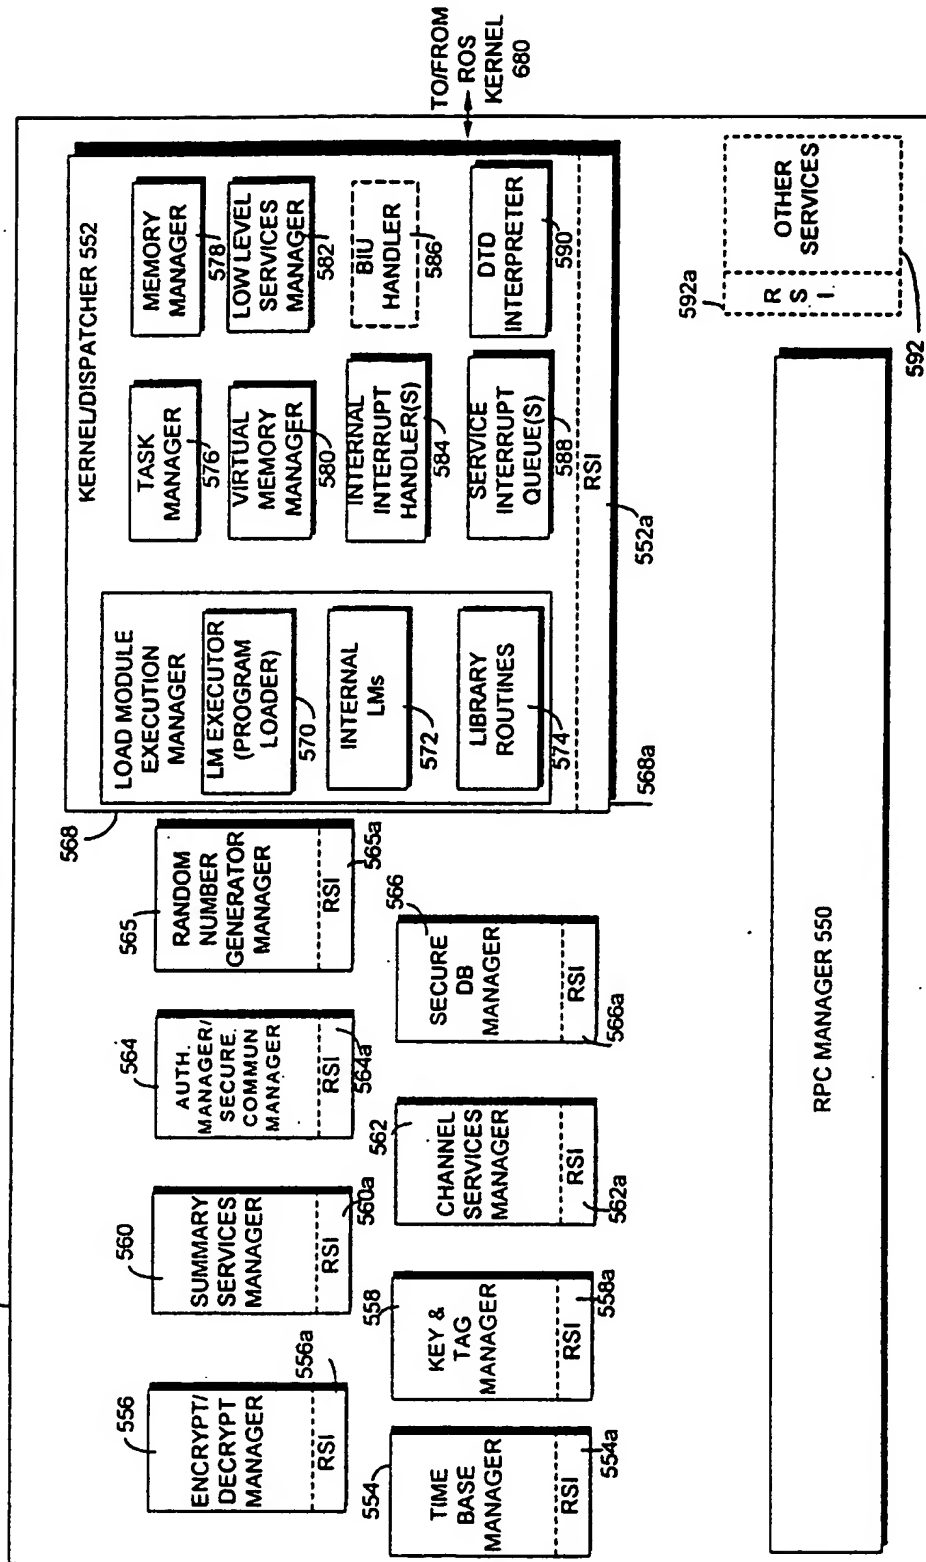 KERNEL/DISPATCHER 552
TO/FROM
ROS
KERNEL
680
568
LOAD MODULE
EXECUTION
MANAGER
LM EXECUTOR
(PROGRAM
LOADER)
570
INTERNAL
LMs
572
LIBRARY
ROUTINES
574
568a
TASK
MANAGER
576
MEMORY
MANAGER
578
VIRTUAL
MEMORY
MANAGER
580
LOW LEVEL
SERVICES
MANAGER
582
INTERNAL
INTERRUPT
HANDLER(S)
584
BIU
HANDLER
586
SERVICE
INTERRUPT
QUEUE(S)
588
DTD
INTERPRETER
590
RSI
552a
556
ENCRYPT/
DECRYPT
MANAGER
RSI
556a
560
SUMMARY
SERVICES
MANAGER
RSI
560a
564
AUTH.
MANAGER/
SECURE.
COMMUN
MANAGER
RSI
564a
565
RANDOM
NUMBER
GENERATOR
MANAGER
RSI
565a
554
TIME
BASE
MANAGER
RSI
554a
558
KEY &
TAG
MANAGER
RSI
558a
562
CHANNEL
SERVICES
MANAGER
RSI
562a
566
SECURE
DB
MANAGER
RSI
566a
592a
R
S
I
OTHER
SERVICES
592
RPC MANAGER 550